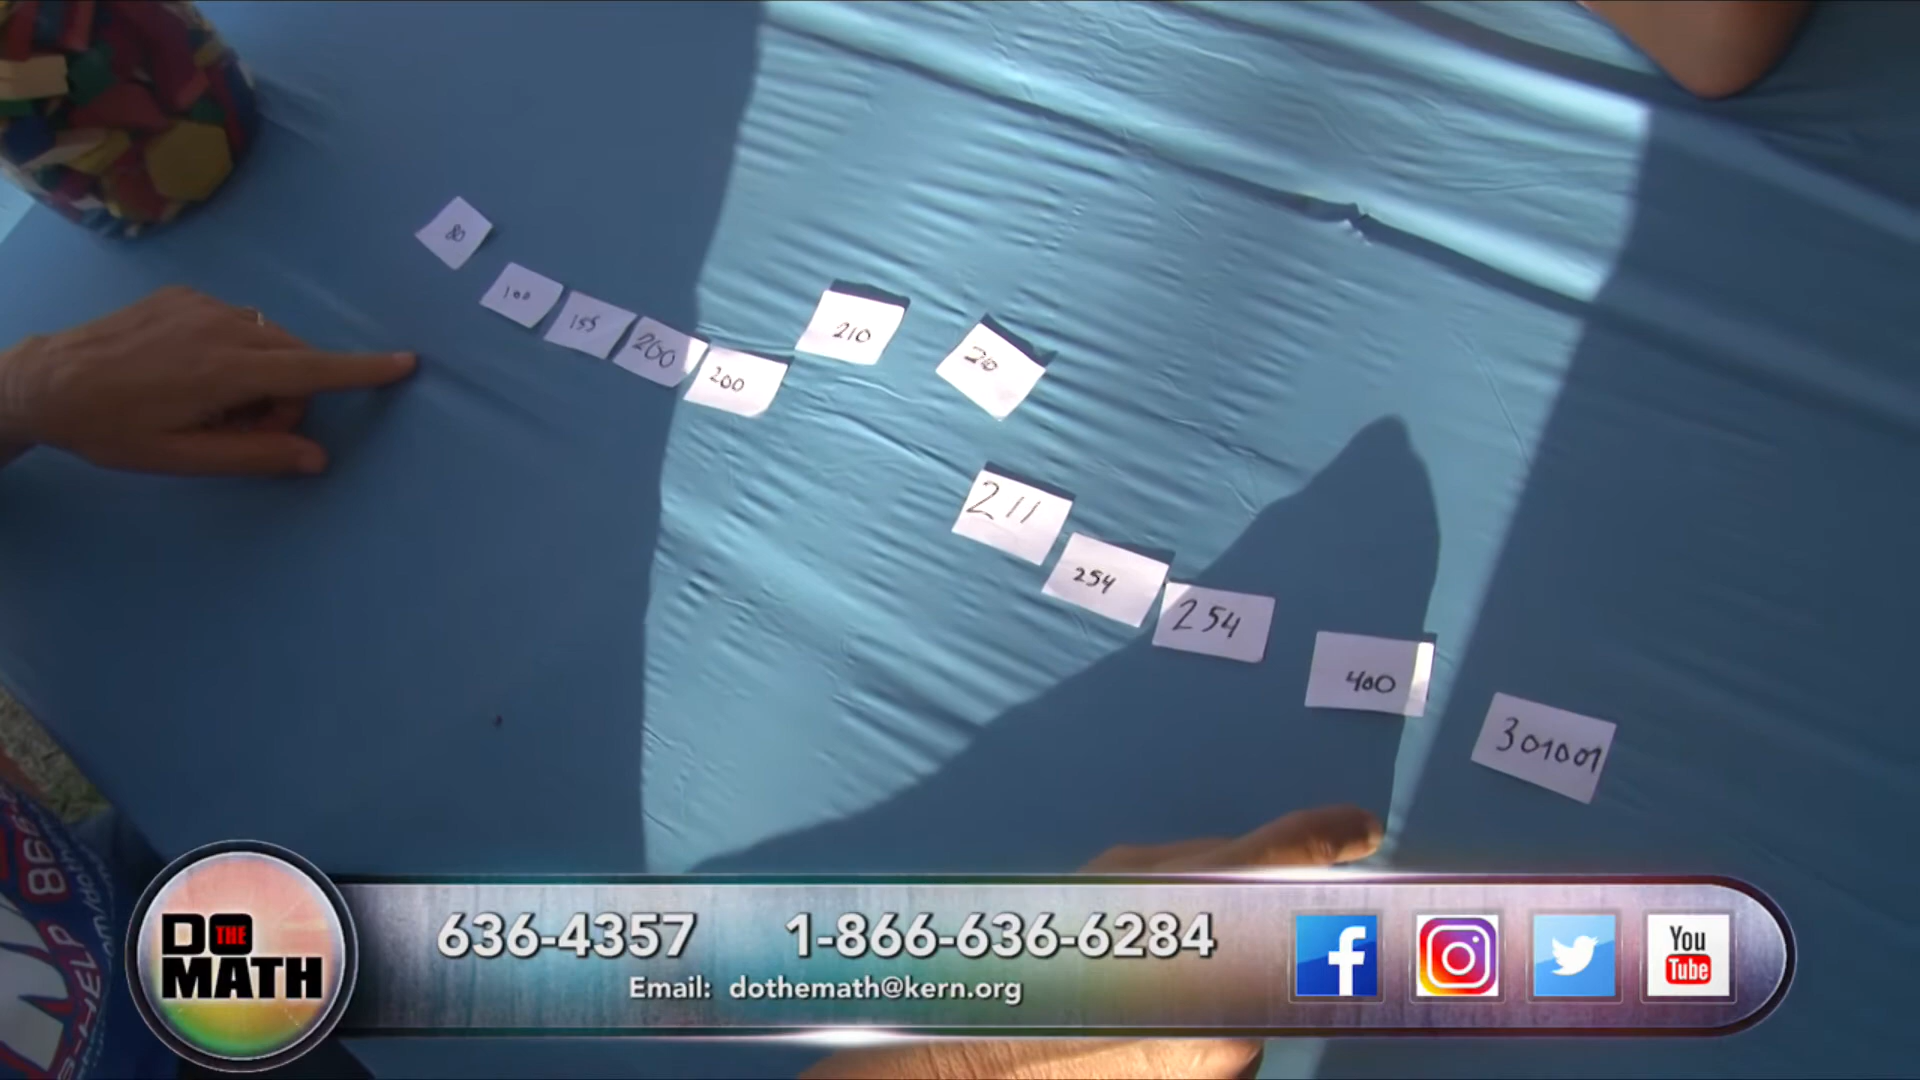 80
100
155
200
200
210
210
211
254
254
400
301001
DO THE
MATH
636-4357 1-866-636-6284
Email: dothemath@kern.org
You
Tube